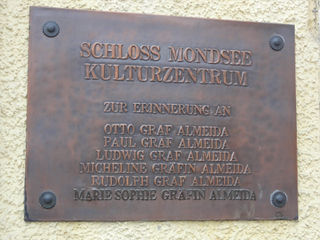 SCHLOSS MONDSEE
KULTURZENTRUM
ZUR ERINNERUNG AN
OTTO GRAF ALMEIDA
PAUL GRAF ALMEIDA
LUDWIG GRAF ALMEIDA
MICHELINE GRÄFIN ALMEIDA
RUDOLPH GRAF ALMEIDA
MARIE SOPHIE GRÄFIN ALMEIDA